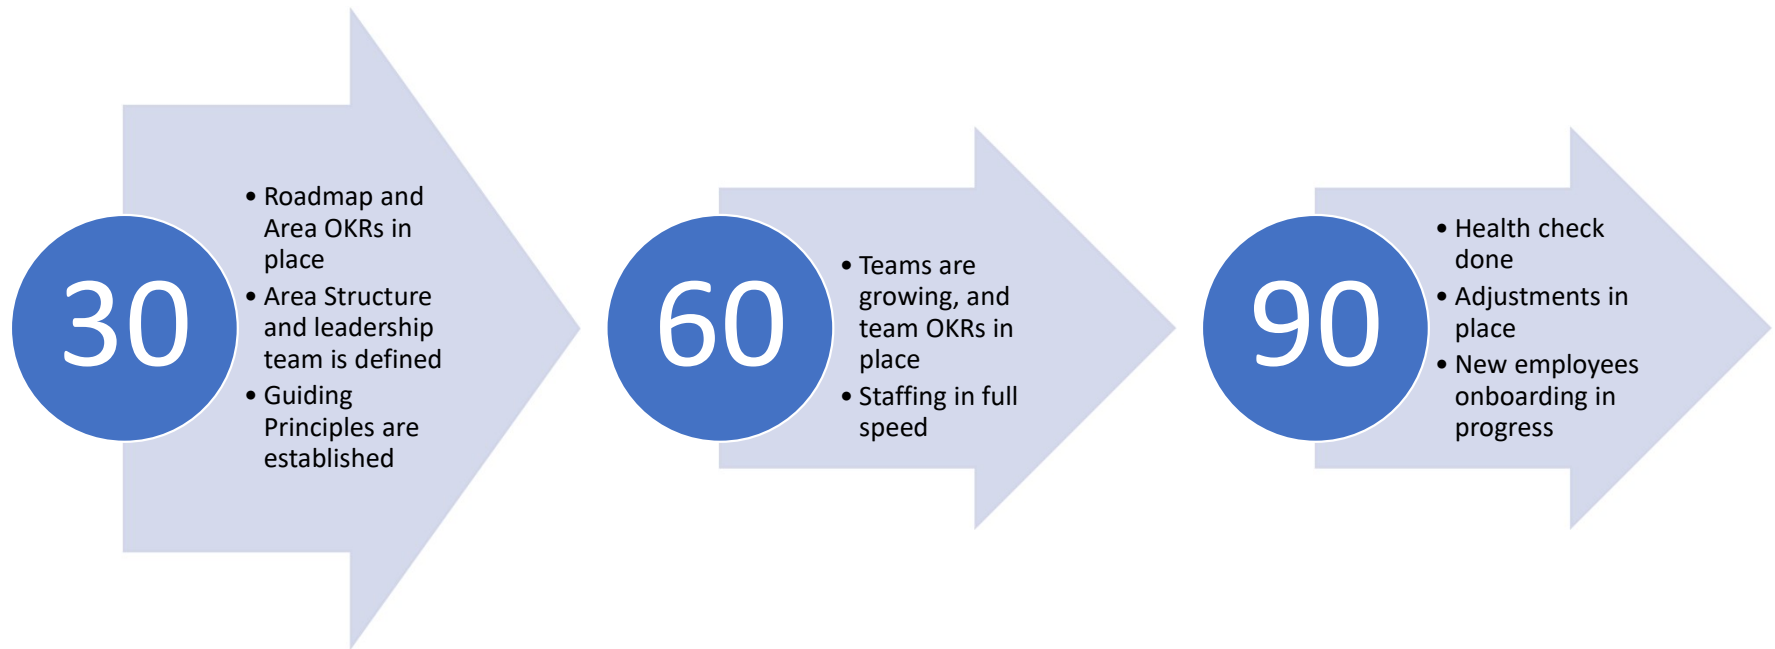 30
• Roadmap and
Area OKRs in
place
• Area Structure
and leadership
team is defined
• Guiding
Principles are
established
60
• Teams are
growing, and
team OKRs in
place
• Staffing in full
speed
90
• Health check
done
• Adjustments in
place
• New employees
onboarding in
progress